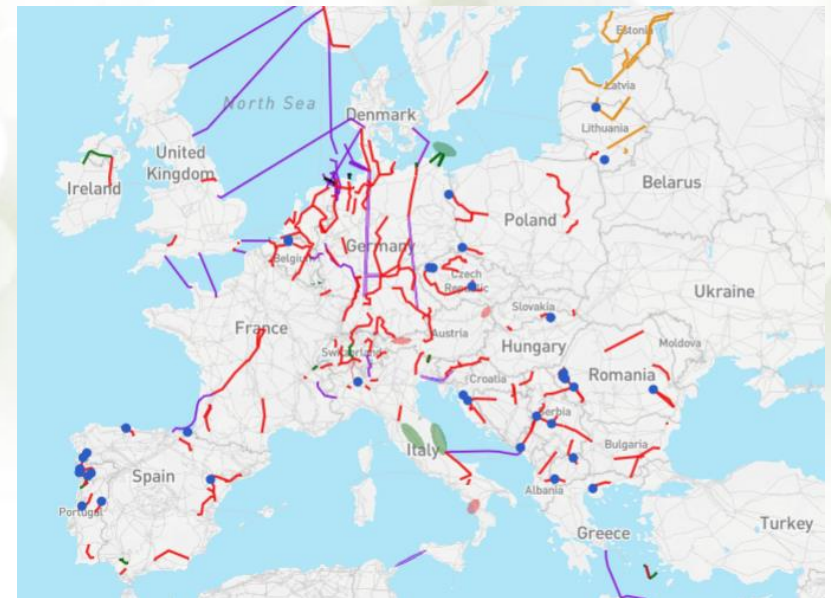 Estonia
Latvia
North Sea
Denmark
Lithuania
United
Kingdom
Ireland
Belarus
Poland
Germany
Belgium
Czech
Republic
Ukraine
Slovakia
France
Austria
Switzerland
Hungary
Moldova
Croatia
Romania
Serbia
Italy
Bulgaria
Spain
Albania
Portugal
Greece
Turkey